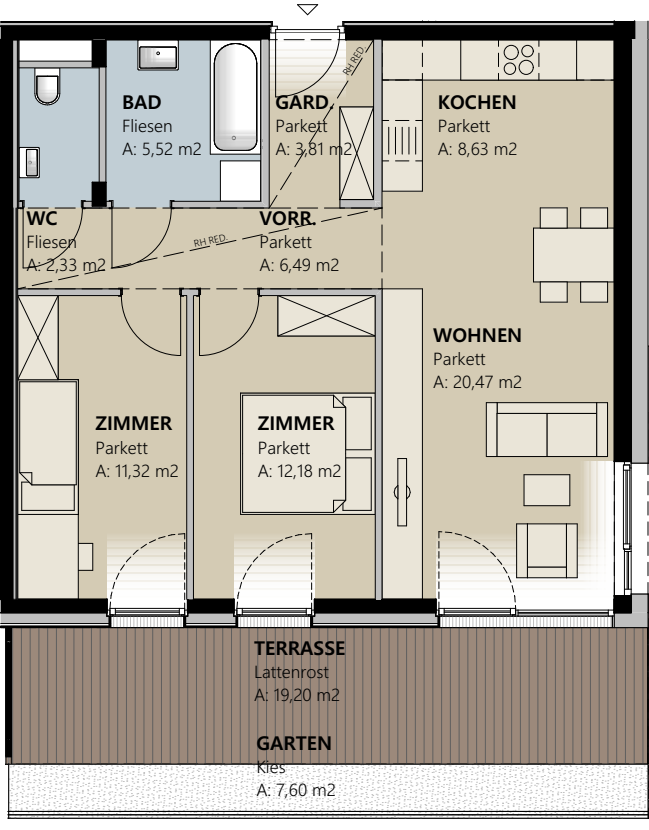 BAD
Fliesen
A: 5,52 m2
GARD.
Parkett
A: 3,81 m2
RH RED.
KOCHEN
Parkett
A: 8,63 m2
WC
Fliesen
A: 2,33 m2
RH RED.
VORR.
Parkett
A: 6,49 m2
WOHNEN
Parkett
A: 20,47 m2
ZIMMER
Parkett
A: 11,32 m2
ZIMMER
Parkett
A: 12,18 m2
TERRASSE
Lattenrost
A: 19,20 m2
GARTEN
Kies
A: 7,60 m2